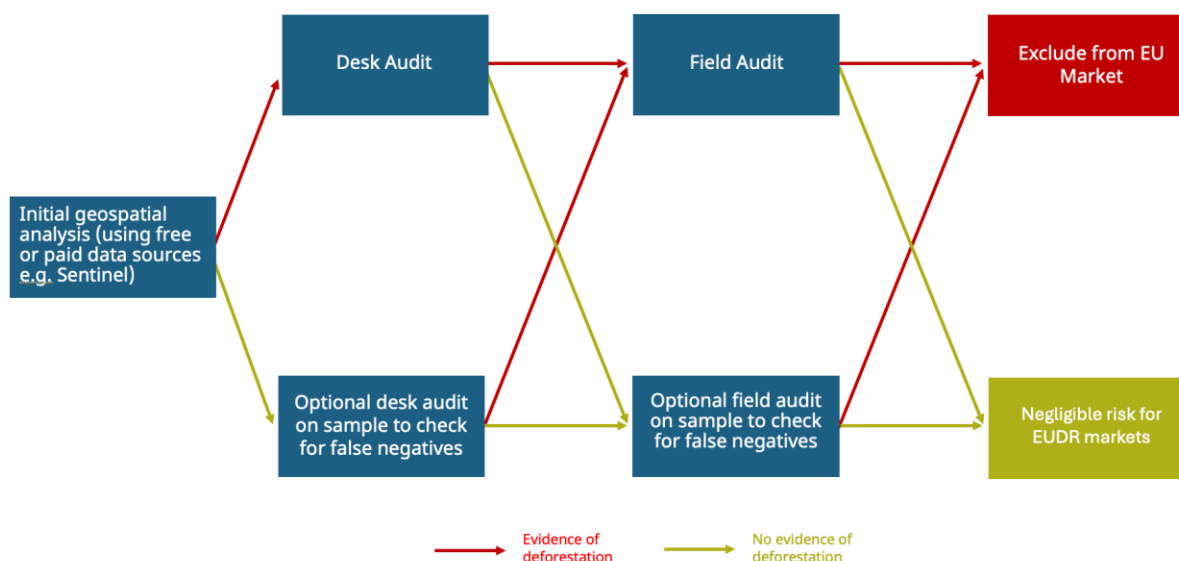 Desk Audit
Field Audit
Exclude from EU
Market
Initial geospatial
analysis (using free
or paid data sources
e.g. Sentinel)
Optional desk audit
on sample to check
for false negatives
Optional field audit
on sample to check
for false negatives
Negligible risk for
EUDR markets
Evidence of
deforestation
No evidence of
deforestation